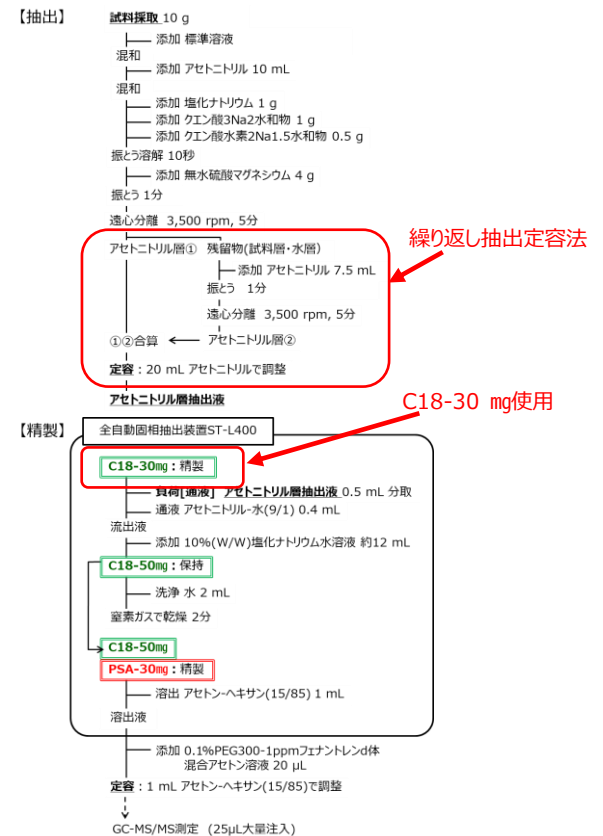 【抽出】
試料採取 10 g
添加 標準溶液
混和
添加 アセトニトリル 10 mL
混和
添加 塩化ナトリウム 1 g
添加 クエン酸3Na2水和物 1 g
添加 クエン酸水素2Na1.5水和物 0.5 g
振とう溶解 10秒
添加 無水硫酸マグネシウム 4 g
振とう 1分
遠心分離 3,500 rpm, 5分
繰り返し抽出定容法
アセトニトリル層① 残留物(試料層・水層)
添加 アセトニトリル 7.5 mL
振とう 1分
遠心分離 3,500 rpm, 5分
①②合算 アセトニトリル層②
定容：20 mL アセトニトリルで調整
アセトニトリル層抽出液
C18-30 ㎎使用
【精製】
全自動固相抽出装置ST-L400
C18-30㎎：精製
負荷[通液] アセトニトリル層抽出液 0.5 mL 分取
通液 アセトニトリル-水(9/1) 0.4 mL
流出液
添加 10%(W/W)塩化ナトリウム水溶液 約12 mL
C18-50㎎：保持
洗浄 水 2 mL
窒素ガスで乾燥 2分
C18-50㎎
PSA-30㎎：精製
溶出 アセトン-ヘキサン(15/85) 1 mL
溶出液
添加 0.1%PEG300-1ppmフェナントレンd体
混合アセトン溶液 20 μL
定容：1 mL アセトン-ヘキサン(15/85)で調整
GC-MS/MS測定 (25μL大量注入)